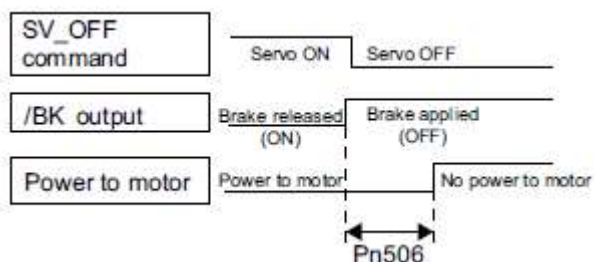 SV_OFF
command
Servo ON
Servo OFF
/BK output
Brake released
(ON)
Brake applied
(OFF)
Power to motor
Power to motor
No power to motor
Pn506